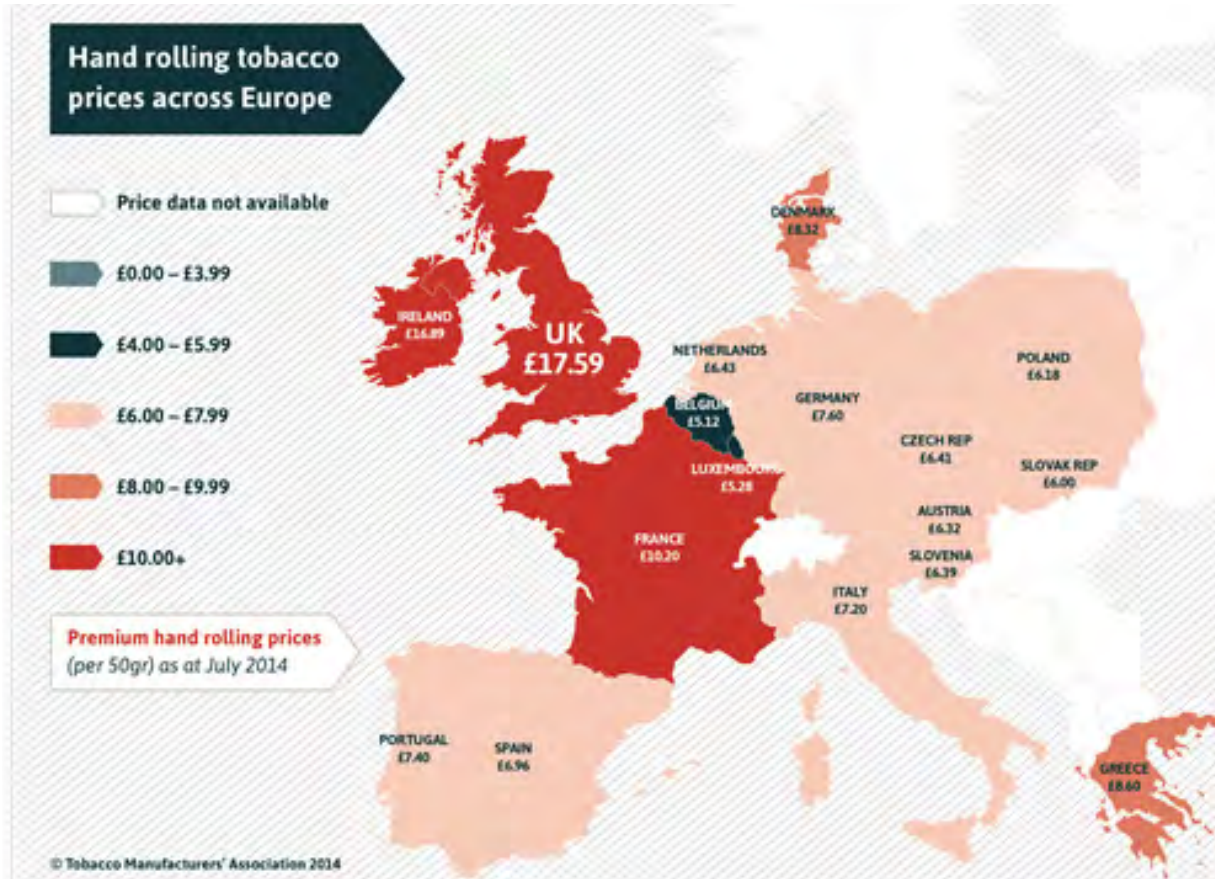 Hand rolling tobacco
prices across Europe
Price data not available
£0.00 – £3.99
£4.00 – £5.99
£6.00 – £7.99
£8.00 – £9.99
£10.00+
Premium hand rolling prices
(per 50gr) as at July 2014
DENMARK
£8.32
IRELAND
£16.89
UK
£17.59
NETHERLANDS
£6.43
POLAND
£6.18
BELGIUM
£5.12
GERMANY
£7.60
CZECH REP
£6.41
LUXEMBOURG
£5.28
SLOVAK REP
£6.00
AUSTRIA
£6.32
FRANCE
£10.20
SLOVENIA
£6.39
ITALY
£7.20
PORTUGAL
£7.40
SPAIN
£6.96
GREECE
£8.60
© Tobacco Manufacturers' Association 2014